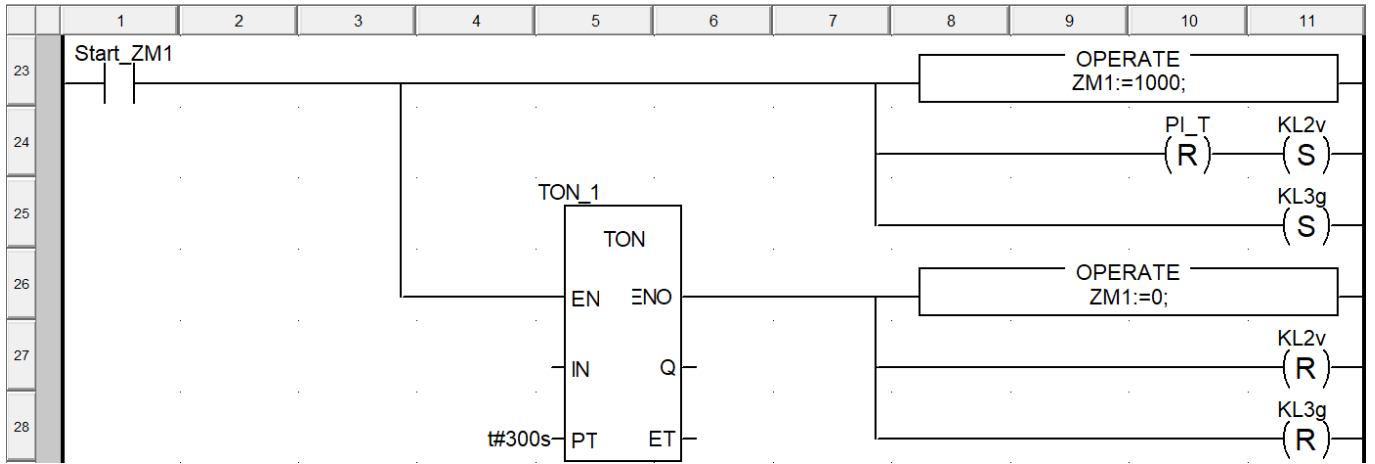 1 2 3 4 5 6 7 8 9 10 11
23 Start_ZM1 OPERATE
ZM1:=1000;
24 PI_T KL2v
R S
25 TON_1 KL3g
TON S
26 OPERATE
EN ENO ZM1:=0;
27 KL2v
IN Q R
28 KL3g
t#300s PT ET R